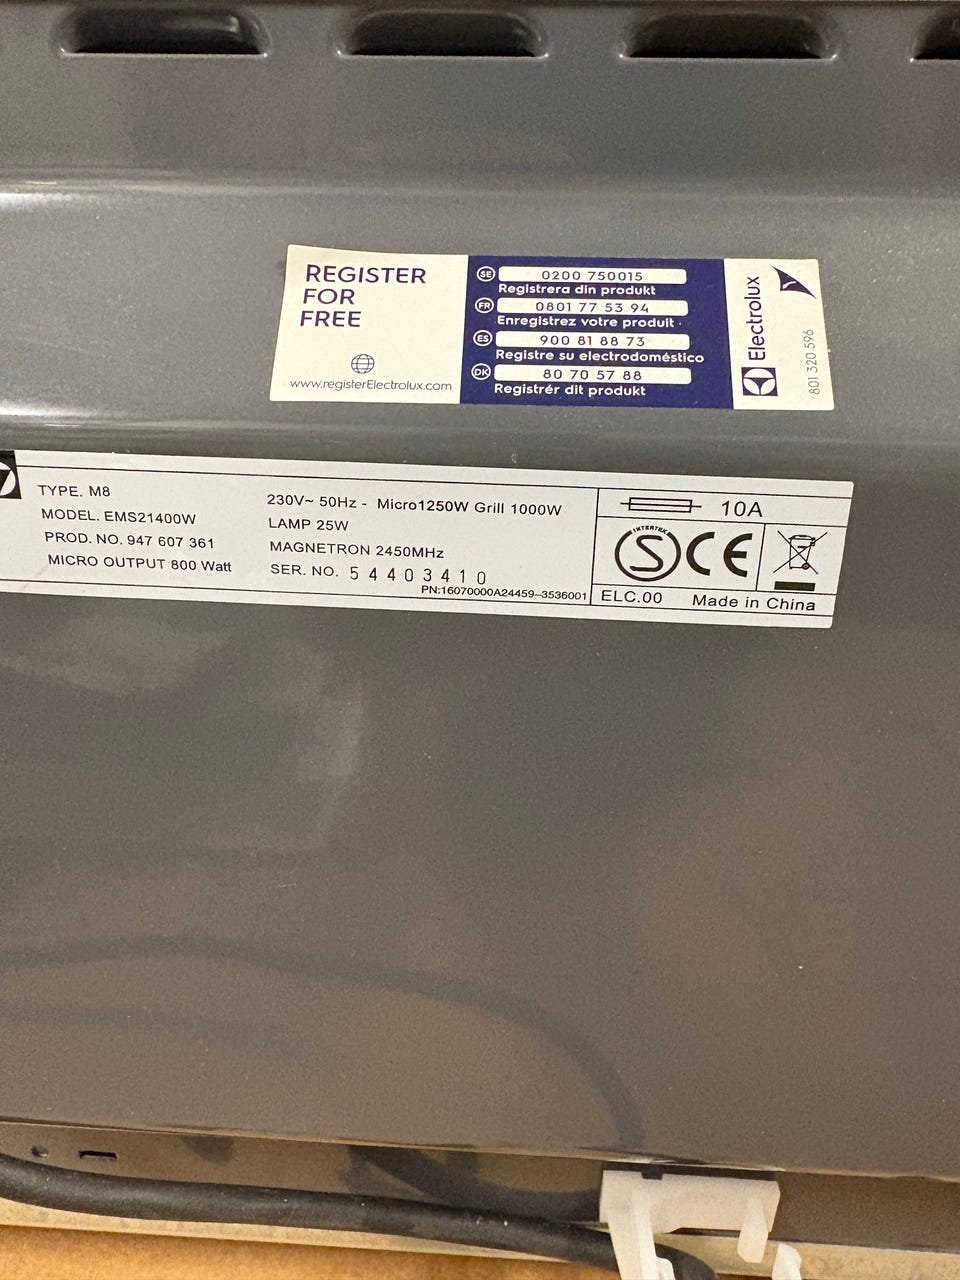 REGISTER
FOR
FREE
www.registerElectrolux.com
SE 0200 750015
Registrera din produkt
FR 0801 77 53 94
Enregistrez votre produit
ES 900 81 88 73
Registre su electrodoméstico
DK 80 70 57 88
Registrér dit produkt
Electrolux
801 320 596
TYPE. M8
MODEL. EMS21400W
PROD. NO. 947 607 361
MICRO OUTPUT 800 Watt
230V~ 50Hz - Micro1250W Grill 1000W
LAMP 25W
MAGNETRON 2450MHz
SER. NO. 54403410
PN:16070000A24459-3536001
10A
INTERTEK
S CE
ELC.00 Made in China